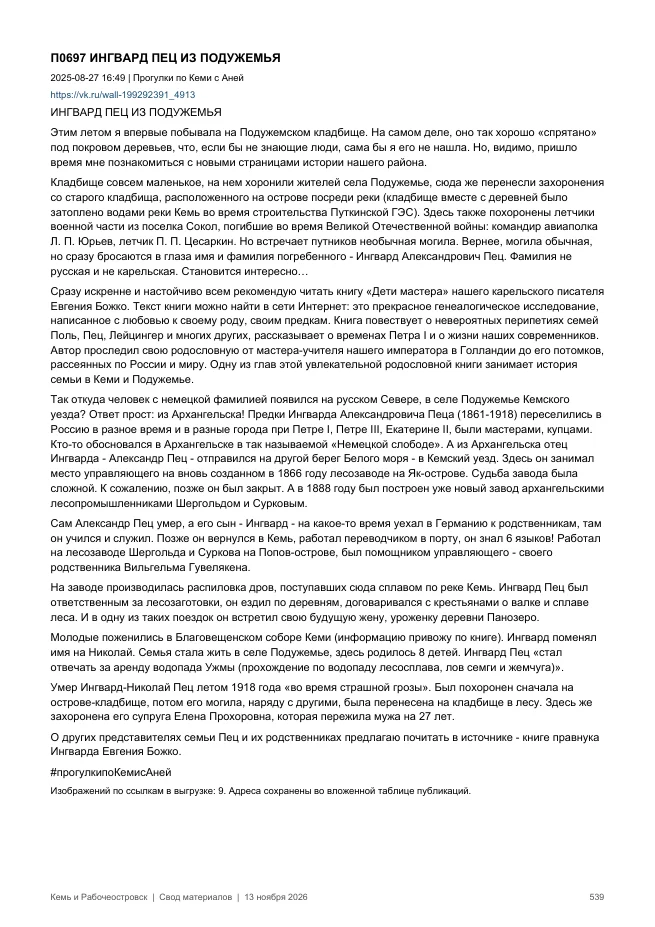 П0697 ИНГВАРД ПЕЦ ИЗ ПОДУЖЕМЬЯ
2025-08-27 16:49 | Прогулки по Кеми с Аней
https://vk.ru/wall-199292391_4913
ИНГВАРД ПЕЦ ИЗ ПОДУЖЕМЬЯ
Этим летом я впервые побывала на Подужемском кладбище. На самом деле, оно так хорошо «спрятано»
под покровом деревьев, что, если бы не знающие люди, сама бы я его не нашла. Но, видимо, пришло
время мне познакомиться с новыми страницами истории нашего района.
Кладбище совсем маленькое, на нем хоронили жителей села Подужемье, сюда же перенесли захоронения
со старого кладбища, расположенного на острове посреди реки (кладбище вместе с деревней было
затоплено водами реки Кемь во время строительства Путкинской ГЭС). Здесь также похоронены летчики
военной части из поселка Сокол, погибшие во время Великой Отечественной войны: командир авиаполка
Л. П. Юрьев, летчик П. П. Цесаркин. Но встречает путников необычная могила. Вернее, могила обычная,
но сразу бросаются в глаза имя и фамилия погребенного - Ингвард Александрович Пец. Фамилия не
русская и не карельская. Становится интересно…
Сразу искренне и настойчиво всем рекомендую читать книгу «Дети мастера» нашего карельского писателя
Евгения Божко. Текст книги можно найти в сети Интернет: это прекрасное генеалогическое исследование,
написанное с любовью к своему роду, своим предкам. Книга повествует о невероятных перипетиях семей
Поль, Пец, Лейцингер и многих других, рассказывает о временах Петра I и о жизни наших современников.
Автор проследил свою родословную от мастера-учителя нашего императора в Голландии до его потомков,
рассеянных по России и миру. Одну из глав этой увлекательной родословной книги занимает история
семьи в Кеми и Подужемье.
Так откуда человек с немецкой фамилией появился на русском Севере, в селе Подужемье Кемского
уезда? Ответ прост: из Архангельска! Предки Ингварда Александровича Пеца (1861-1918) переселились в
Россию в разное время и в разные города при Петре I, Петре III, Екатерине II, были мастерами, купцами.
Кто-то обосновался в Архангельске в так называемой «Немецкой слободе». А из Архангельска отец
Ингварда - Александр Пец - отправился на другой берег Белого моря - в Кемский уезд. Здесь он занимал
место управляющего на вновь созданном в 1866 году лесозаводе на Як-острове. Судьба завода была
сложной. К сожалению, позже он был закрыт. А в 1888 году был построен уже новый завод архангельскими
лесопромышленниками Шергольдом и Сурковым.
Сам Александр Пец умер, а его сын - Ингвард - на какое-то время уехал в Германию к родственникам, там
он учился и служил. Позже он вернулся в Кемь, работал переводчиком в порту, он знал 6 языков! Работал
на лесозаводе Шергольда и Суркова на Попов-острове, был помощником управляющего - своего
родственника Вильгельма Гувелякена.
На заводе производилась распиловка дров, поступавших сюда сплавом по реке Кемь. Ингвард Пец был
ответственным за лесозаготовки, он ездил по деревням, договаривался с крестьянами о валке и сплаве
леса. И в одну из таких поездок он встретил свою будущую жену, уроженку деревни Панозеро.
Молодые поженились в Благовещенском соборе Кеми (информацию привожу по книге). Ингвард поменял
имя на Николай. Семья стала жить в селе Подужемье, здесь родилось 8 детей. Ингвард Пец «стал
отвечать за аренду водопада Ужмы (прохождение по водопаду лесосплава, лов семги и жемчуга)».
Умер Ингвард-Николай Пец летом 1918 года «во время страшной грозы». Был похоронен сначала на
острове-кладбище, потом его могила, наряду с другими, была перенесена на кладбище в лесу. Здесь же
захоронена его супруга Елена Прохоровна, которая пережила мужа на 27 лет.
О других представителях семьи Пец и их родственниках предлагаю почитать в источнике - книге правнука
Ингварда Евгения Божко.
#прогулкипоКемисАней
Изображений по ссылкам в выгрузке: 9. Адреса сохранены во вложенной таблице публикаций.
Кемь и Рабочеостровск | Свод материалов | 13 ноября 2026
539